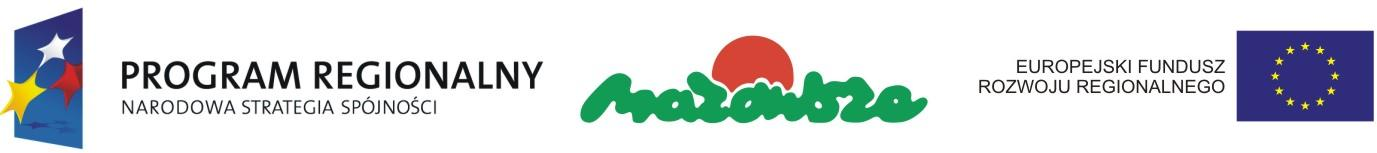 PROGRAM REGIONALNY
NARODOWA STRATEGIA SPÓJNOŚCI
mazowsze
EUROPEJSKI FUNDUSZ
ROZWOJU REGIONALNEGO